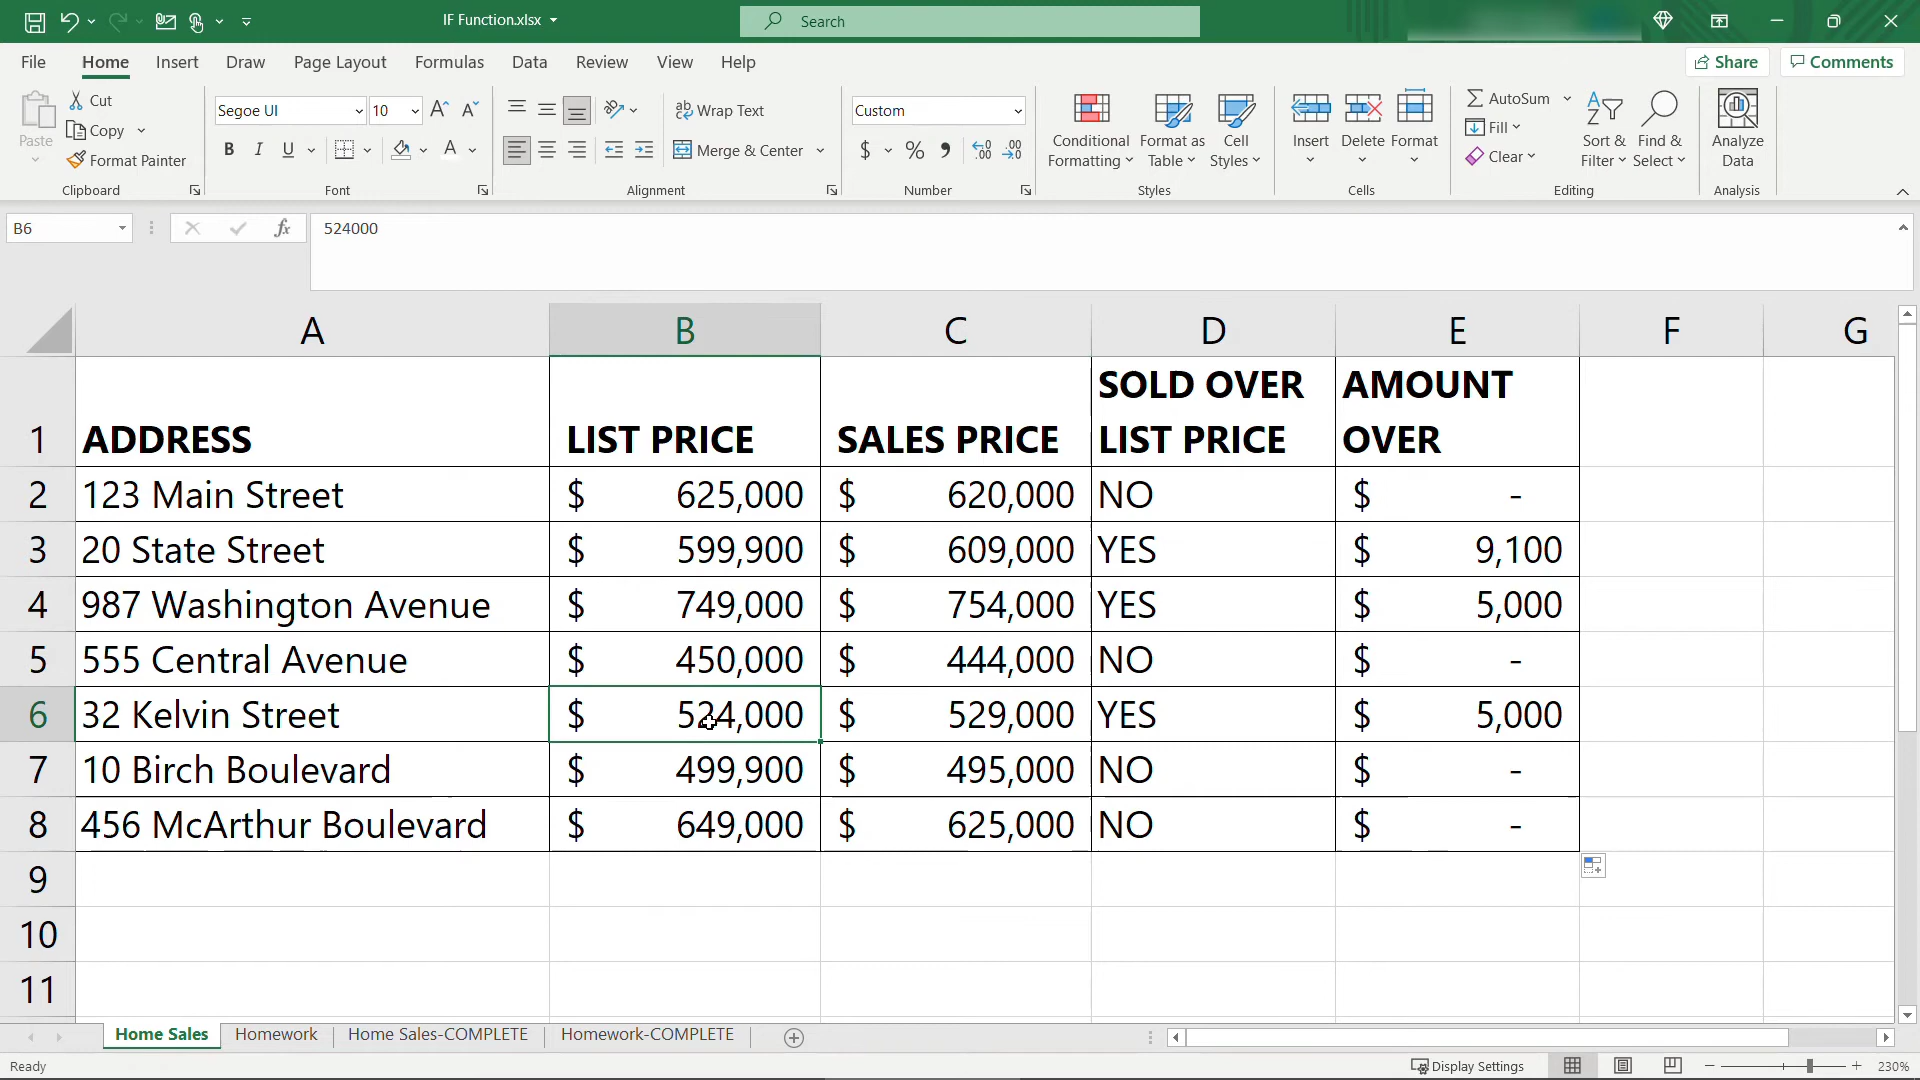 IF Function.xlsx
Search
File Home Insert Draw Page Layout Formulas Data Review View Help Share Comments
Paste
Cut
Copy
Format Painter
Clipboard
Segoe UI 10
B I U
Font
Wrap Text
Merge & Center
Alignment
Custom
$ % ,
Number
Conditional Formatting
Format as Table
Cell Styles
Styles
Insert Delete Format
Cells
AutoSum
Fill
Clear
Sort & Filter
Find & Select
Editing
Analyze Data
Analysis
B6 fx 524000
A B C D E F G
1 ADDRESS LIST PRICE SALES PRICE SOLD OVER LIST PRICE AMOUNT OVER
2 123 Main Street $ 625,000 $ 620,000 NO $ -
3 20 State Street $ 599,900 $ 609,000 YES $ 9,100
4 987 Washington Avenue $ 749,000 $ 754,000 YES $ 5,000
5 555 Central Avenue $ 450,000 $ 444,000 NO $ -
6 32 Kelvin Street $ 524,000 $ 529,000 YES $ 5,000
7 10 Birch Boulevard $ 499,900 $ 495,000 NO $ -
8 456 McArthur Boulevard $ 649,000 $ 625,000 NO $ -
9
10
11
Home Sales Homework Home Sales-COMPLETE Homework-COMPLETE
Ready Display Settings 230%